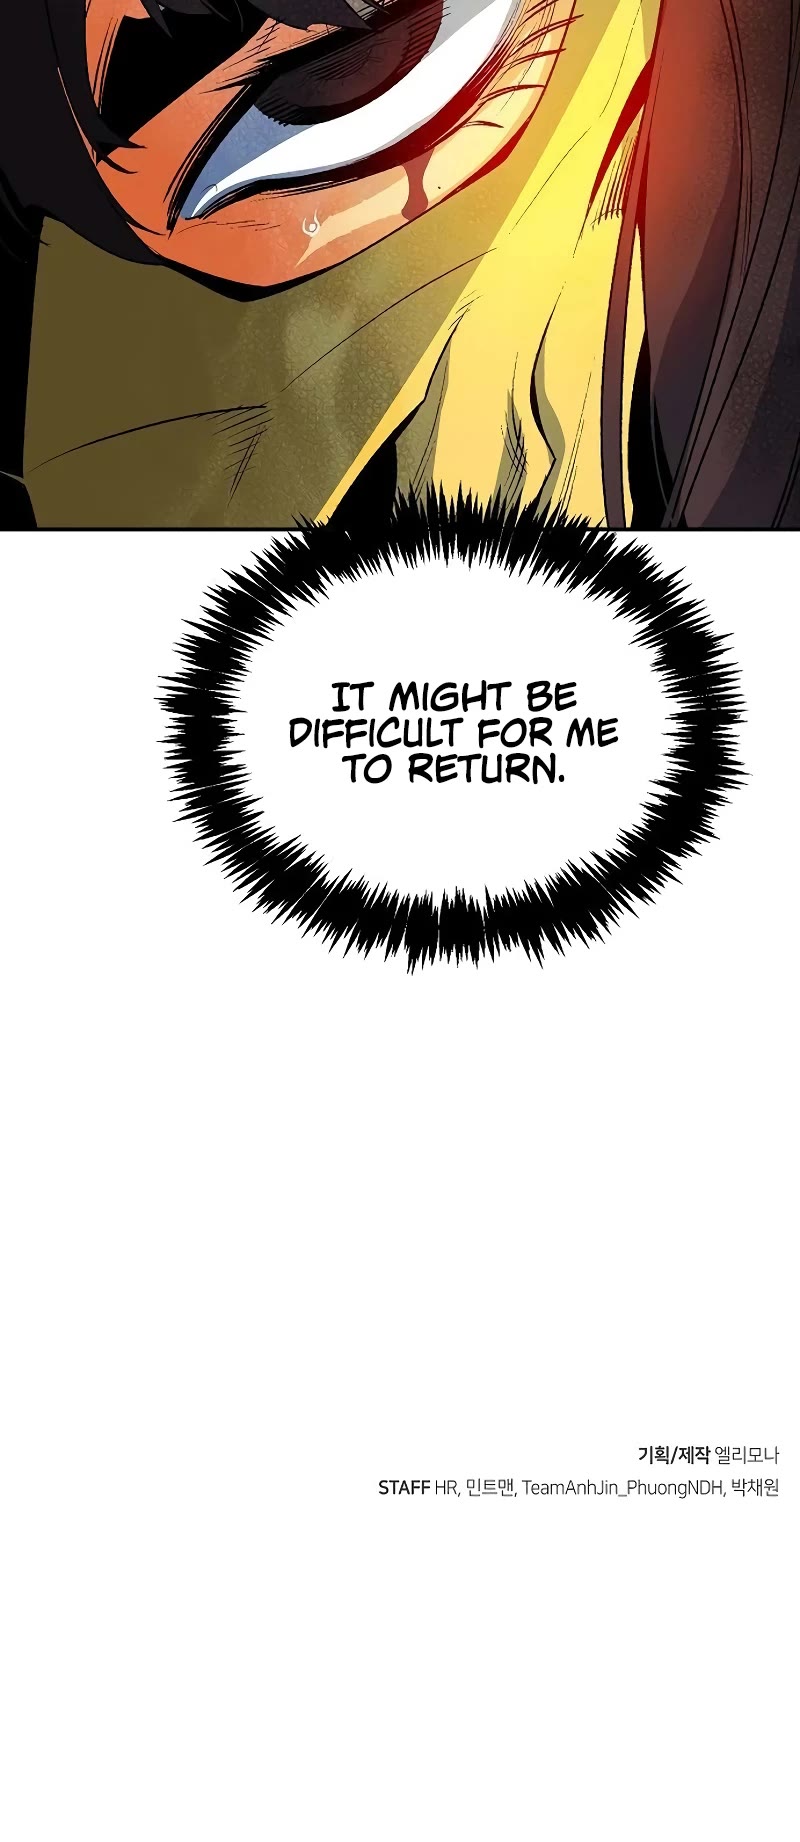 IT MIGHT BE
DIFFICULT FOR ME
TO RETURN.
기획/제작 엘리모나
STAFF HR, 민트맨, TeamAnhJin_PhuongNDH, 박채원